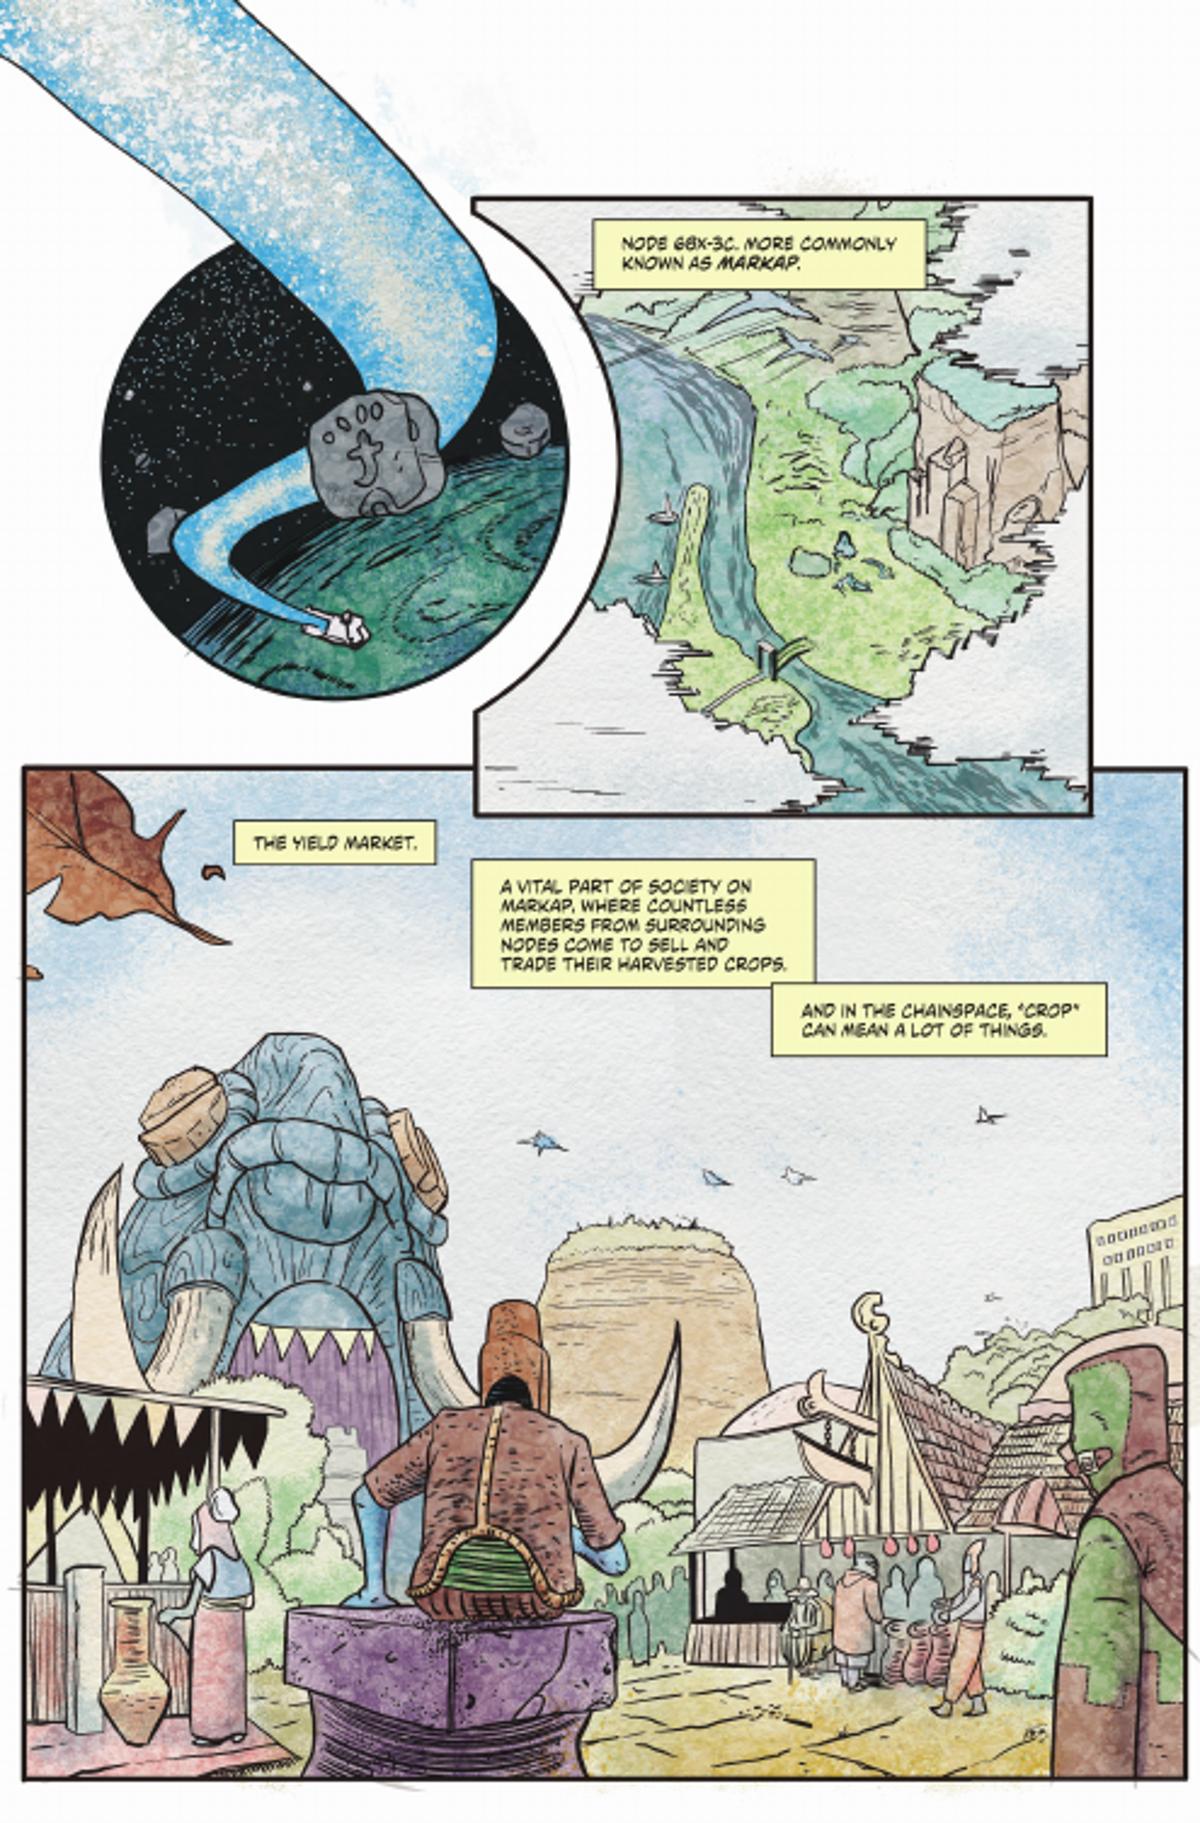 NODE 68X-3C. MORE COMMONLY
KNOWN AS MARKAP.
THE YIELD MARKET.
A VITAL PART OF SOCIETY ON
MARKAP, WHERE COUNTLESS
MEMBERS FROM SURROUNDING
NODES COME TO SELL AND
TRADE THEIR HARVESTED CROPS.
AND IN THE CHAINSPACE, "CROP"
CAN MEAN A LOT OF THINGS.